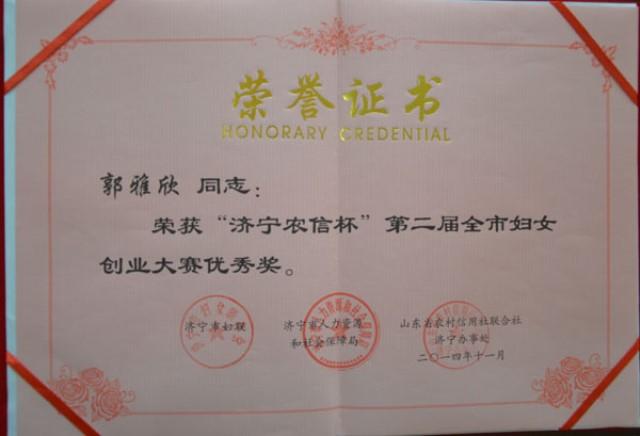 荣誉证书
HONORARY CREDENTIAL
郭雅欣 同志：
荣获“济宁农信杯”第二届全市妇女
创业大赛优秀奖。
济宁市妇联
济宁市人力资源
和社会保障局
山东省农村信用社联合社
济宁办事处
二〇一四年十一月